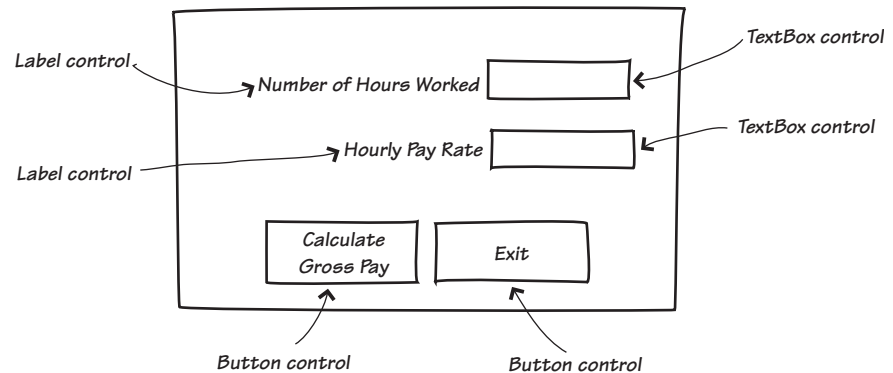 TextBox control
Label control
Number of Hours Worked
TextBox control
Hourly Pay Rate
Label control
Calculate
Gross Pay
Exit
Button control
Button control